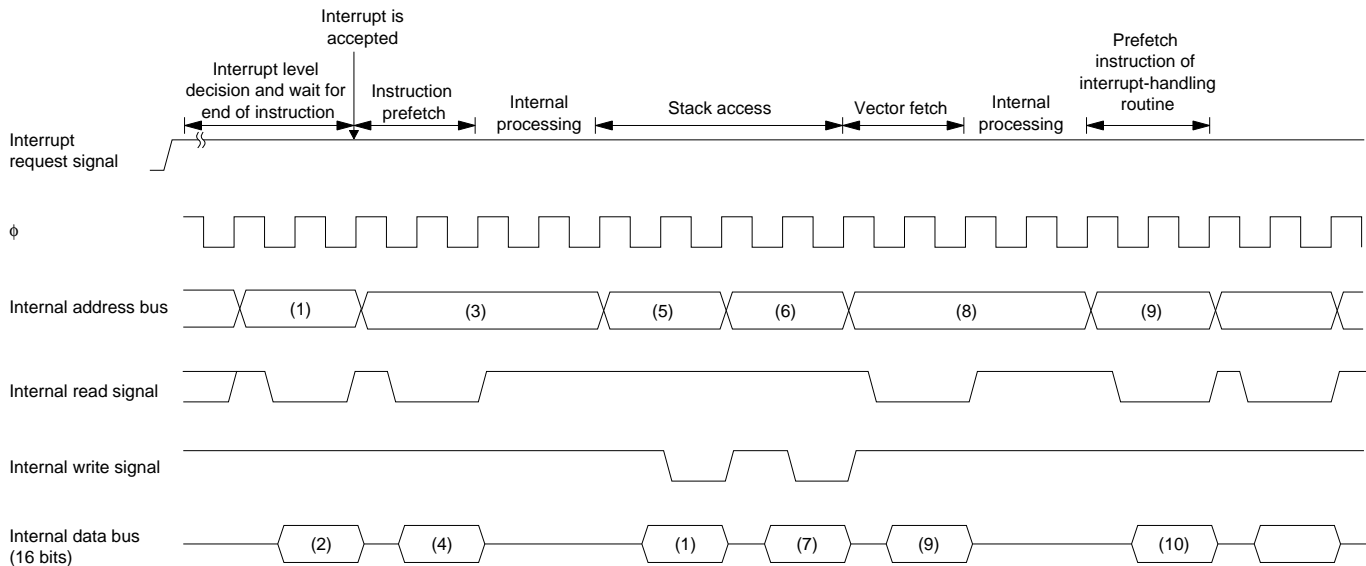 Interrupt is
accepted
Interrupt level
decision and wait for
end of instruction
Instruction
prefetch
Internal
processing
Stack access
Vector fetch
Internal
processing
Prefetch
instruction of
interrupt-handling
routine
Interrupt
request signal
ϕ
Internal address bus
(1)
(3)
(5)
(6)
(8)
(9)
Internal read signal
Internal write signal
Internal data bus
(16 bits)
(2)
(4)
(1)
(7)
(9)
(10)